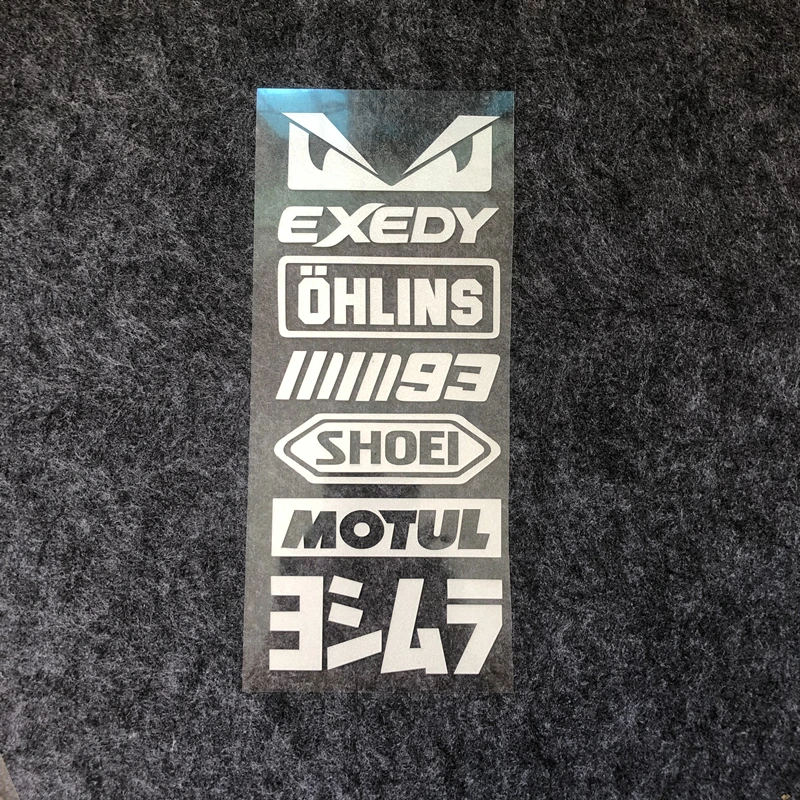 EXEDY
ÖHLINS
93
SHOEI
MOTUL
ヨシムラ